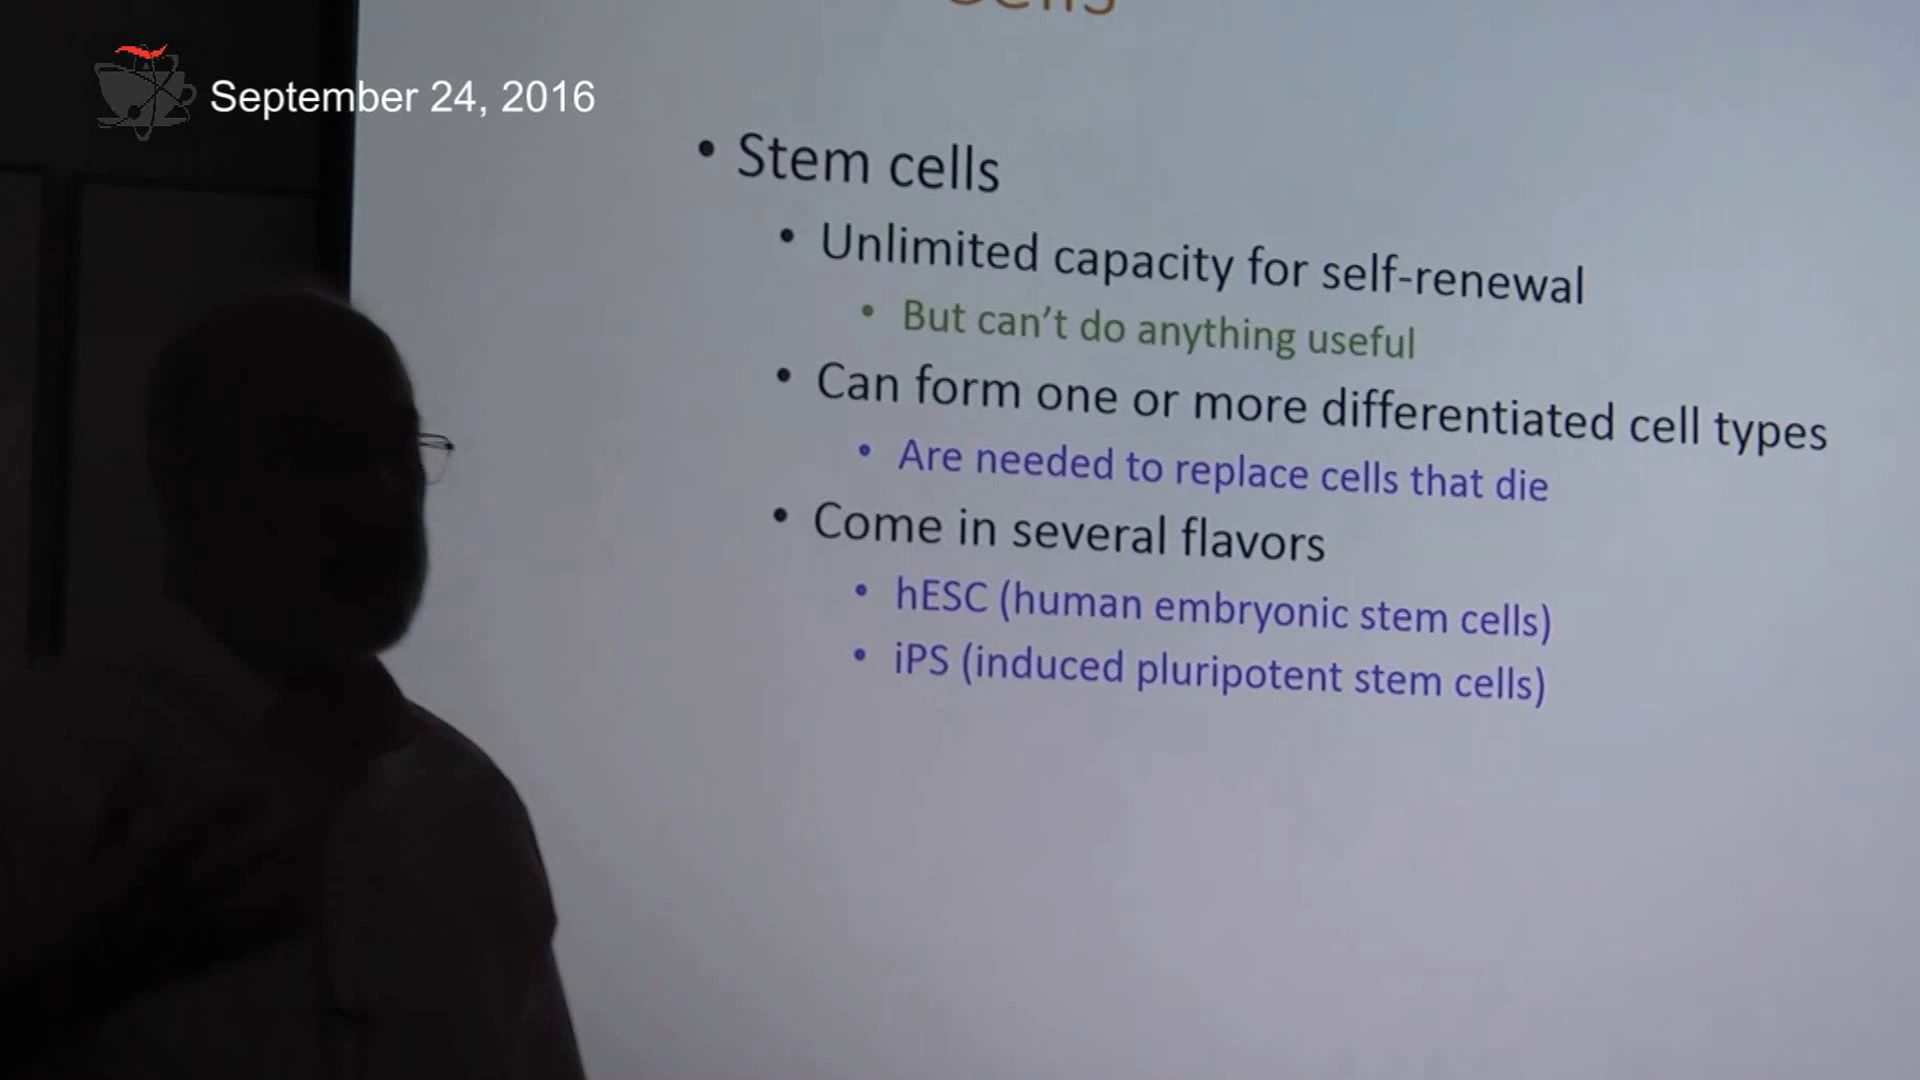 Cells
September 24, 2016
• Stem cells
• Unlimited capacity for self-renewal
• But can't do anything useful
• Can form one or more differentiated cell types
• Are needed to replace cells that die
• Come in several flavors
• hESC (human embryonic stem cells)
• iPS (induced pluripotent stem cells)